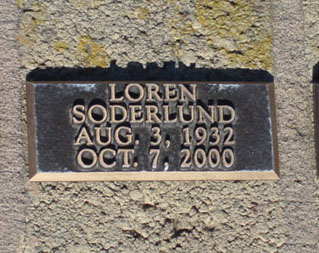 LOREN
SODERLUND
AUG. 3, 1932
OCT. 7, 2000